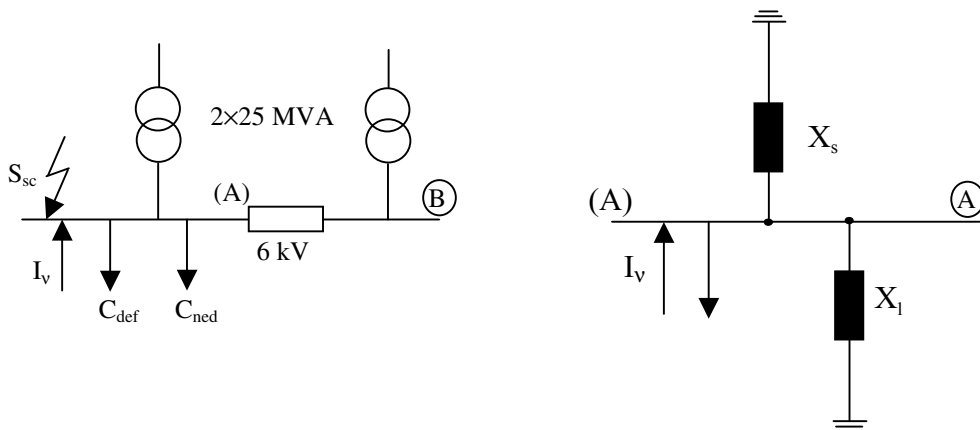 2×25 MVA
S_sc
(A)
B
6 kV
I_ν
C_def
C_ned
X_s
(A)
A
I_ν
X_l